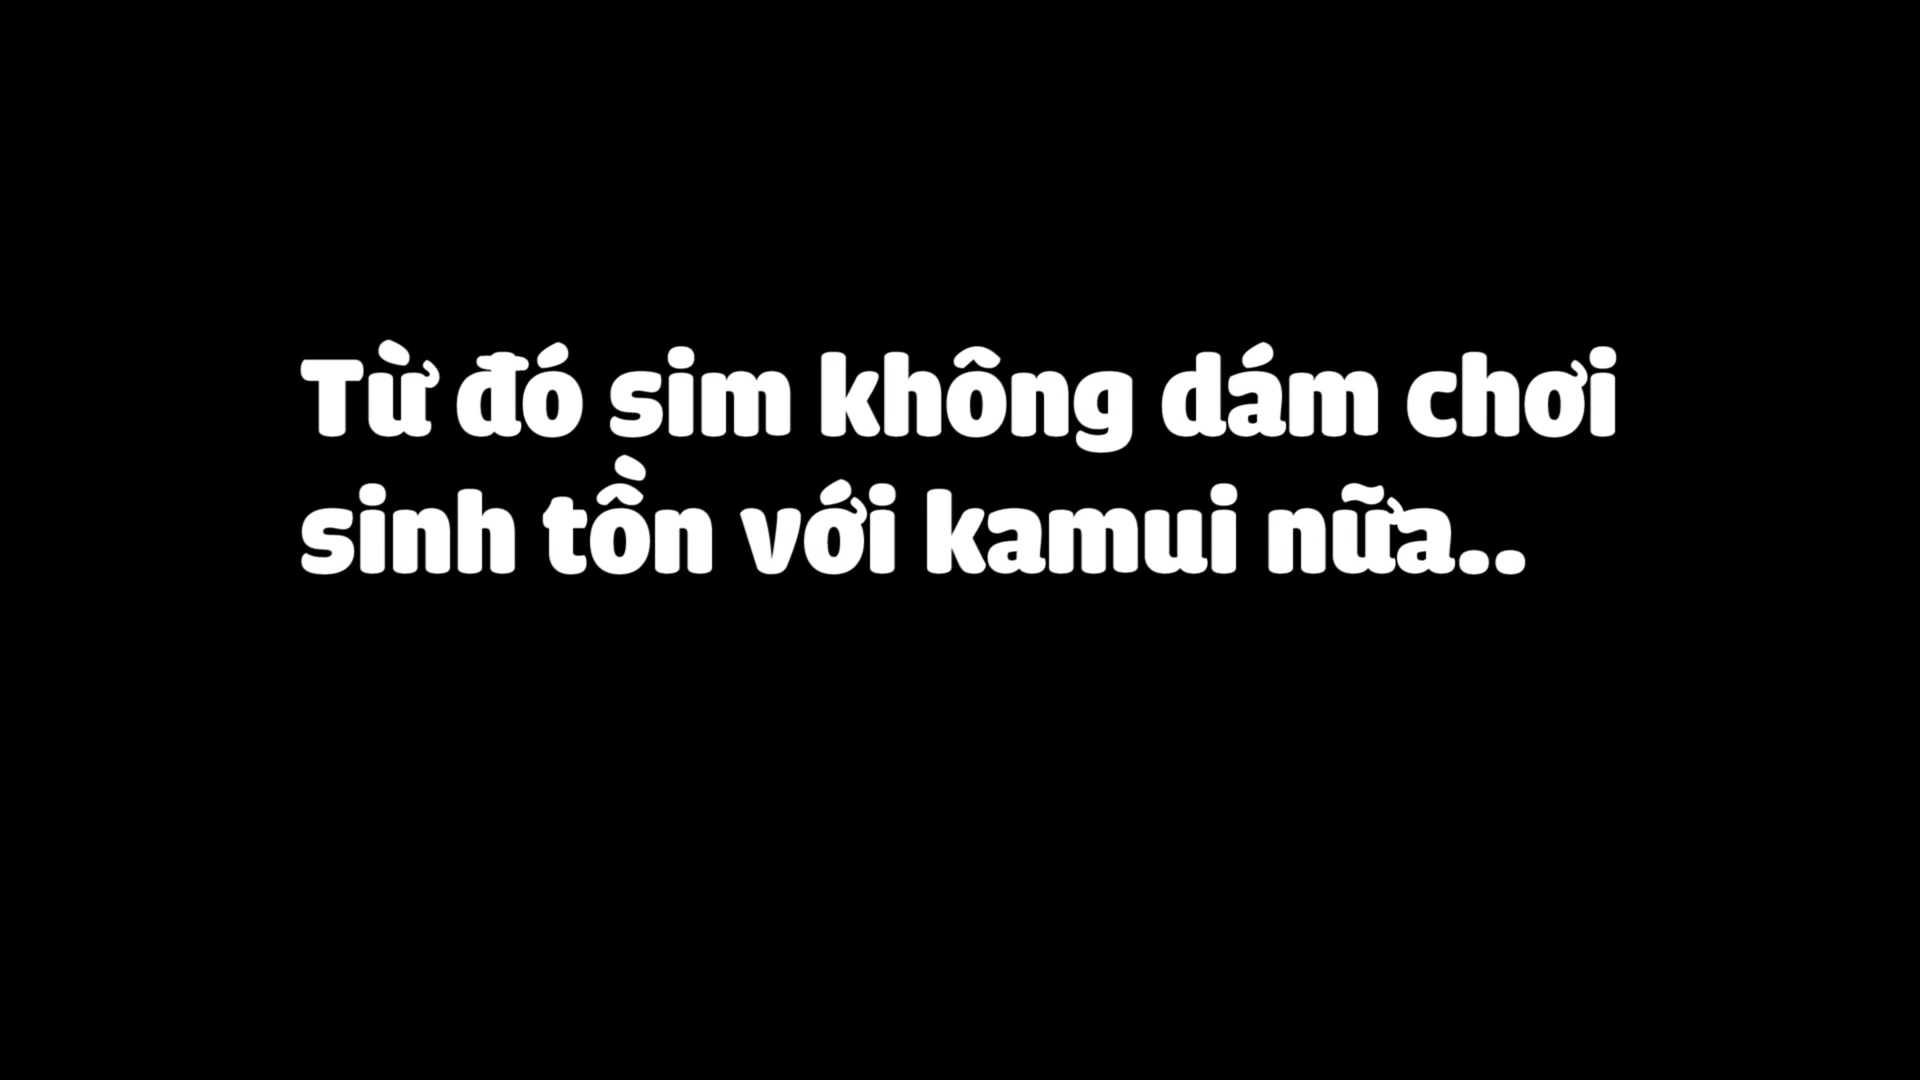 Từ đó sim không dám chơi
sinh tồn với kamui nữa..